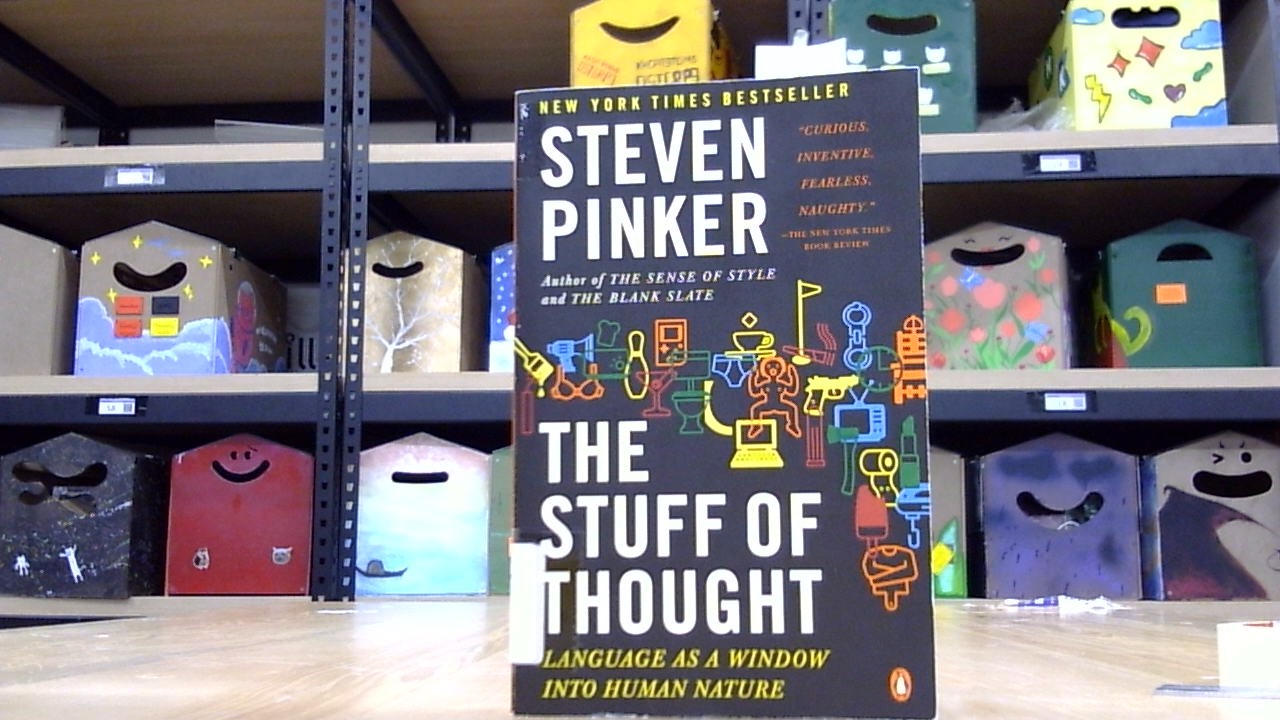 NEW YORK TIMES BESTSELLER
STEVEN
PINKER
"CURIOUS,
INVENTIVE,
FEARLESS,
NAUGHTY."
—THE NEW YORK TIMES
BOOK REVIEW
Author of THE SENSE OF STYLE
and THE BLANK SLATE
THE
STUFF OF
THOUGHT
LANGUAGE AS A WINDOW
INTO HUMAN NATURE